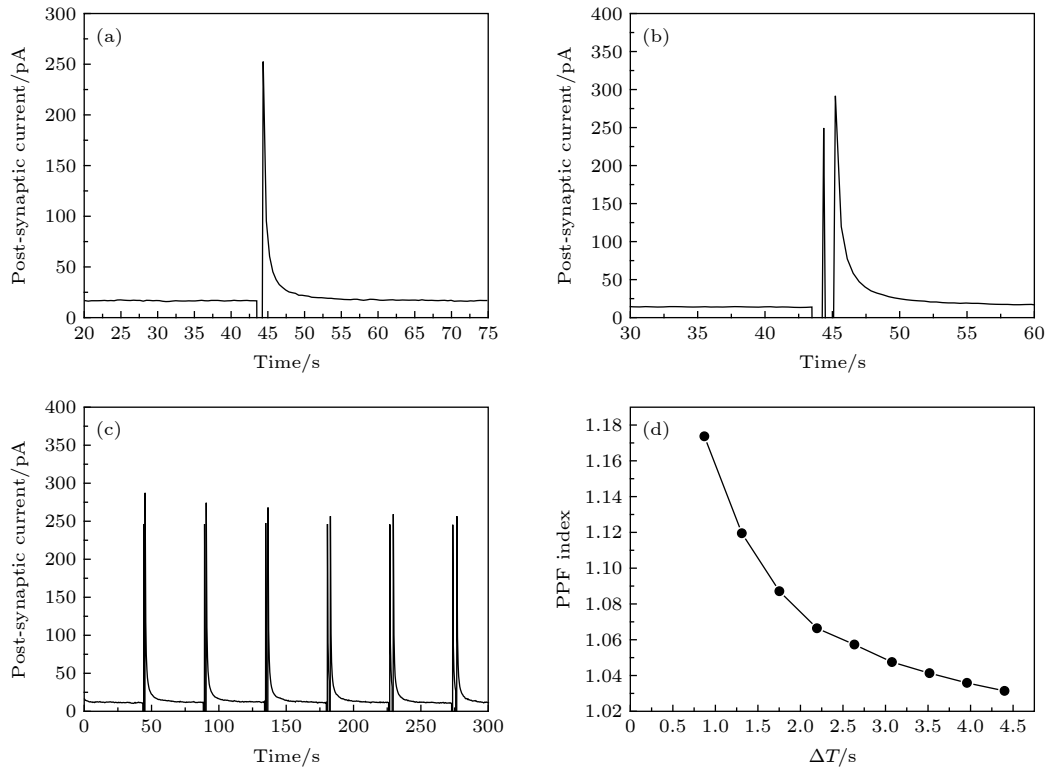 (a)
Post-synaptic current/pA
300
250
200
150
100
50
0
20 25 30 35 40 45 50 55 60 65 70 75
Time/s
(b)
Post-synaptic current/pA
400
350
300
250
200
150
100
50
0
30 35 40 45 50 55 60
Time/s
(c)
Post-synaptic current/pA
400
350
300
250
200
150
100
50
0
0 50 100 150 200 250 300
Time/s
(d)
PPF index
1.18
1.16
1.14
1.12
1.10
1.08
1.06
1.04
1.02
0 0.5 1.0 1.5 2.0 2.5 3.0 3.5 4.0 4.5
ΔT/s